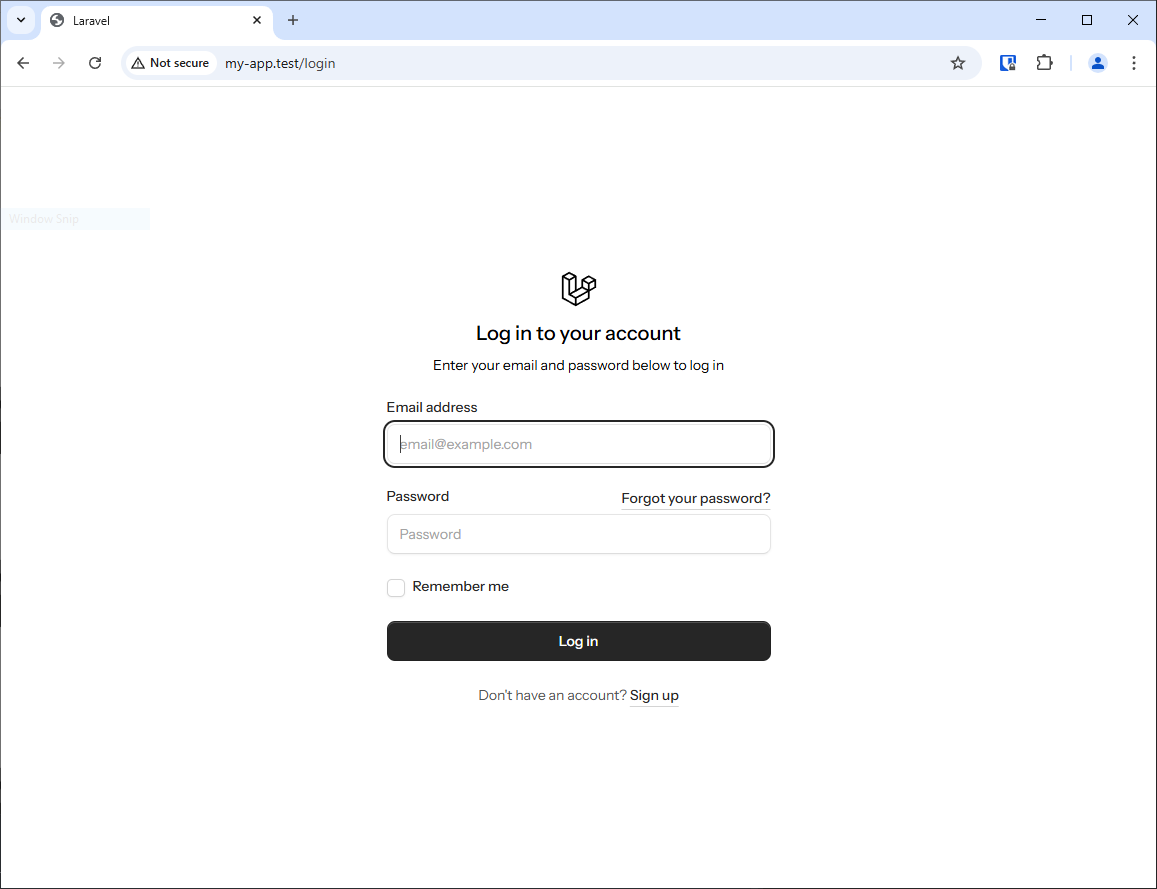 Laravel
Not secure my-app.test/login
Window Snip
Log in to your account
Enter your email and password below to log in
Email address
email@example.com
Password Forgot your password?
Password
Remember me
Log in
Don't have an account? Sign up